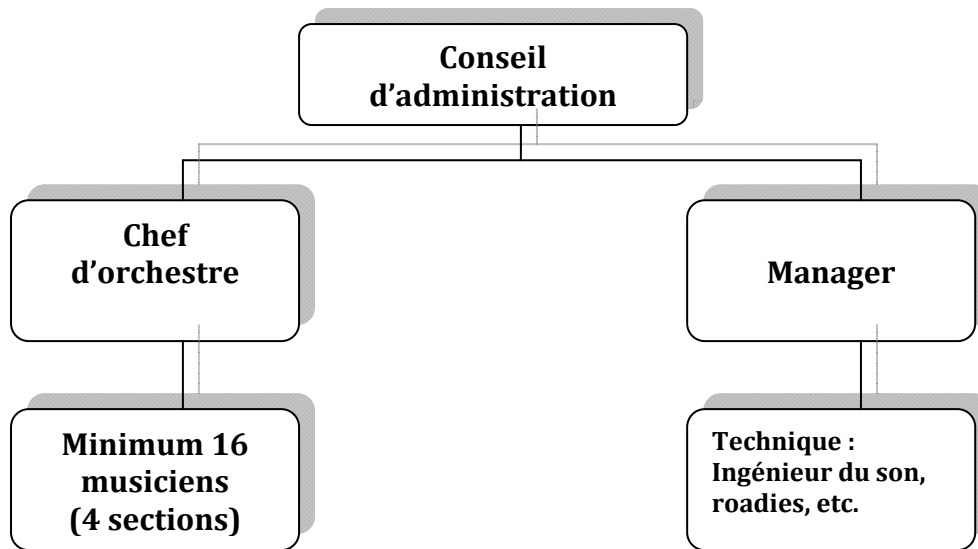 Conseil
d’administration
Chef
d’orchestre
Manager
Minimum 16
musiciens
(4 sections)
Technique :
Ingénieur du son,
roadies, etc.